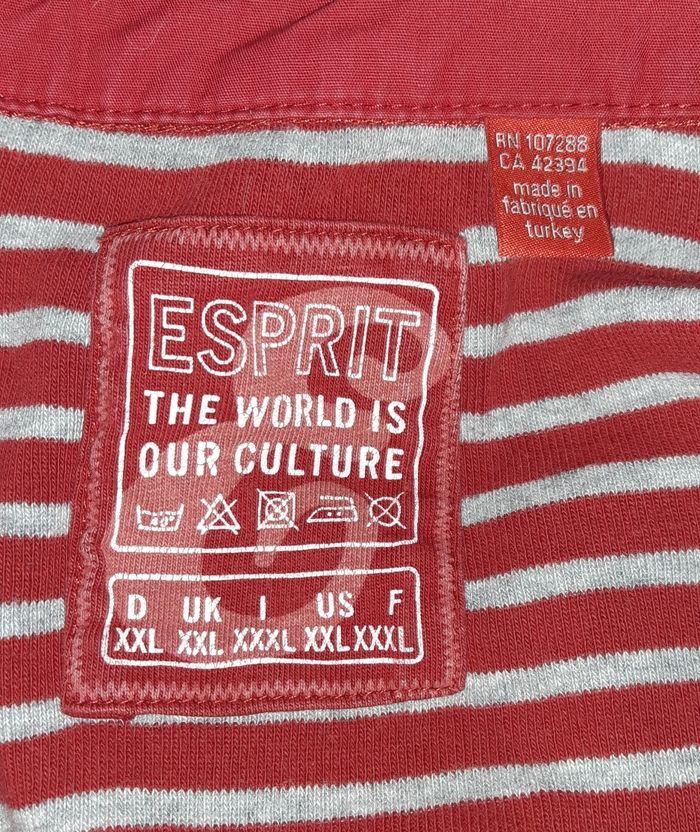 RN 107288
CA 42394
made in
fabriqué en
turkey
ESPRIT
THE WORLD IS
OUR CULTURE
40°
D UK I US F
XXL XXL XXXL XXL XXXL